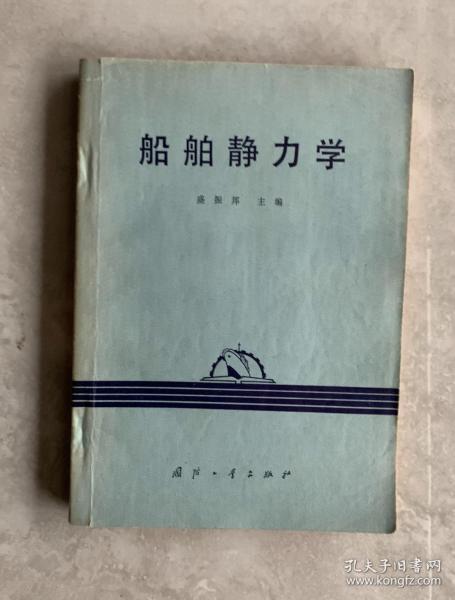 船舶静力学
盛振邦 主编
国防工业出版社
孔夫子旧书网
www.kongfz.com